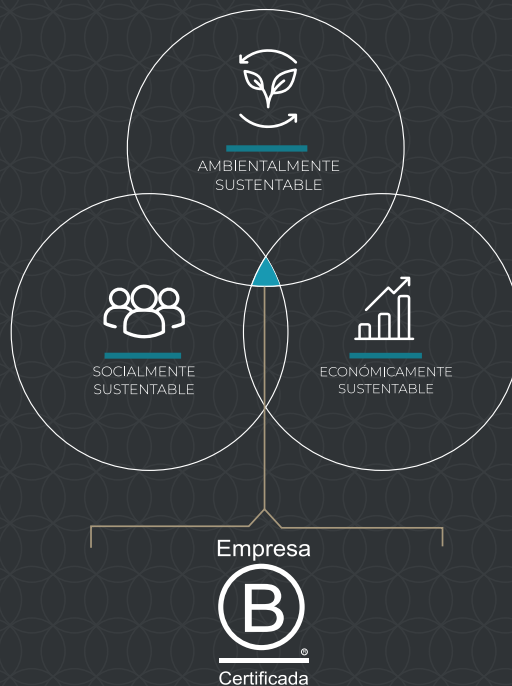 AMBIENTALMENTE
SUSTENTABLE
SOCIALMENTE
SUSTENTABLE
ECONÓMICAMENTE
SUSTENTABLE
Empresa
B
®
Certificada